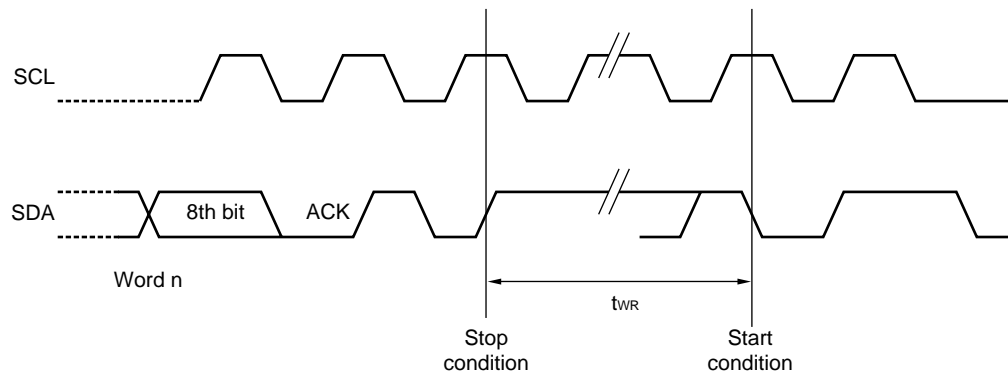 SCL
SDA
8th bit
ACK
Word n
tWR
Stop
condition
Start
condition